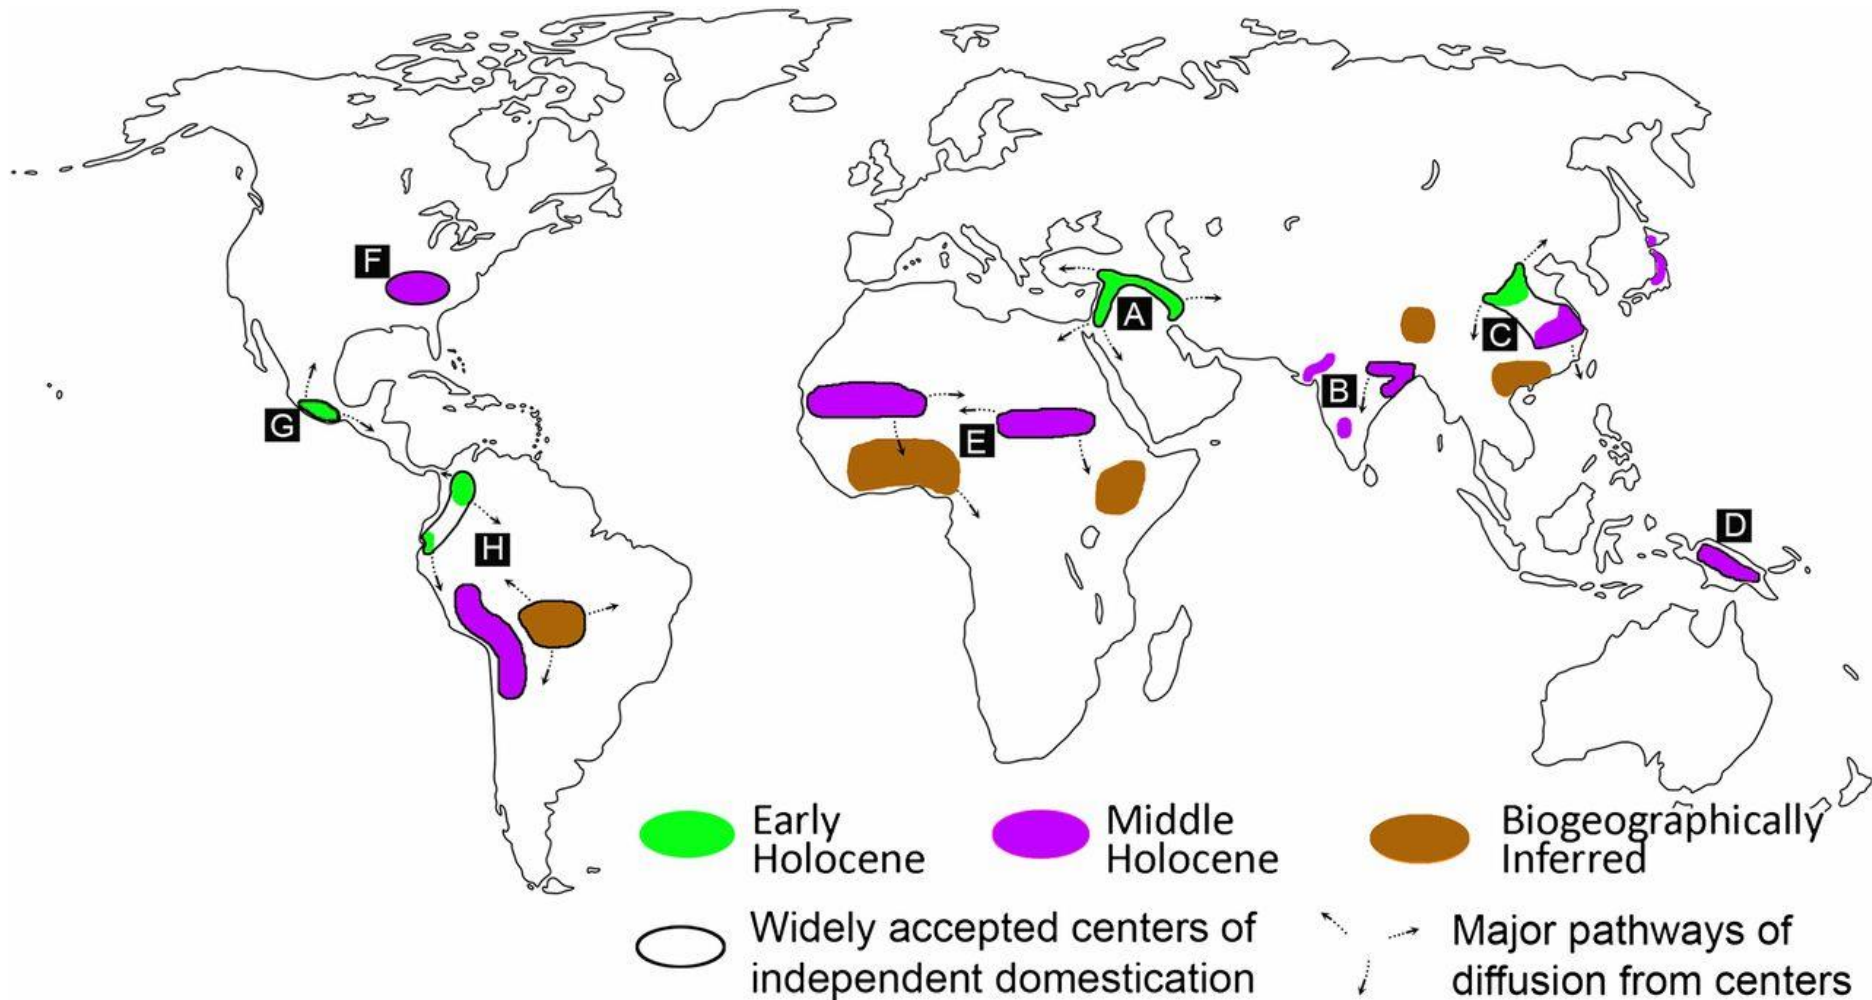 F
A
C
B
G
E
D
H
Early
Holocene
Middle
Holocene
Biogeographically
Inferred
Widely accepted centers of
independent domestication
Major pathways of
diffusion from centers